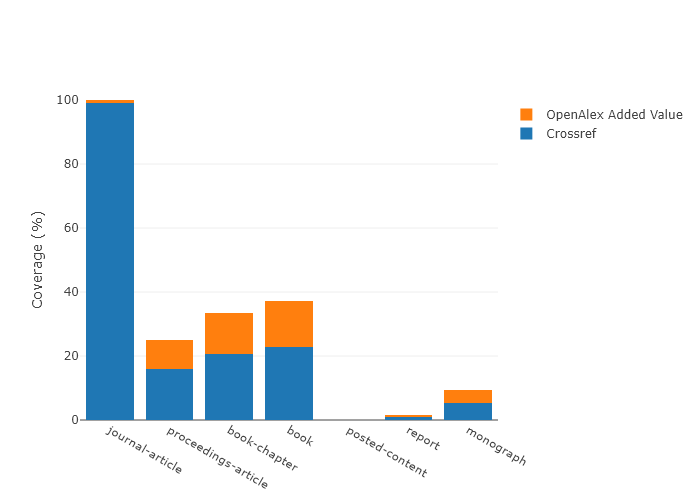 100
80
60
40
20
0
Coverage (%)
journal-article
proceedings-article
book-chapter
book
posted-content
report
monograph
OpenAlex Added Value
Crossref